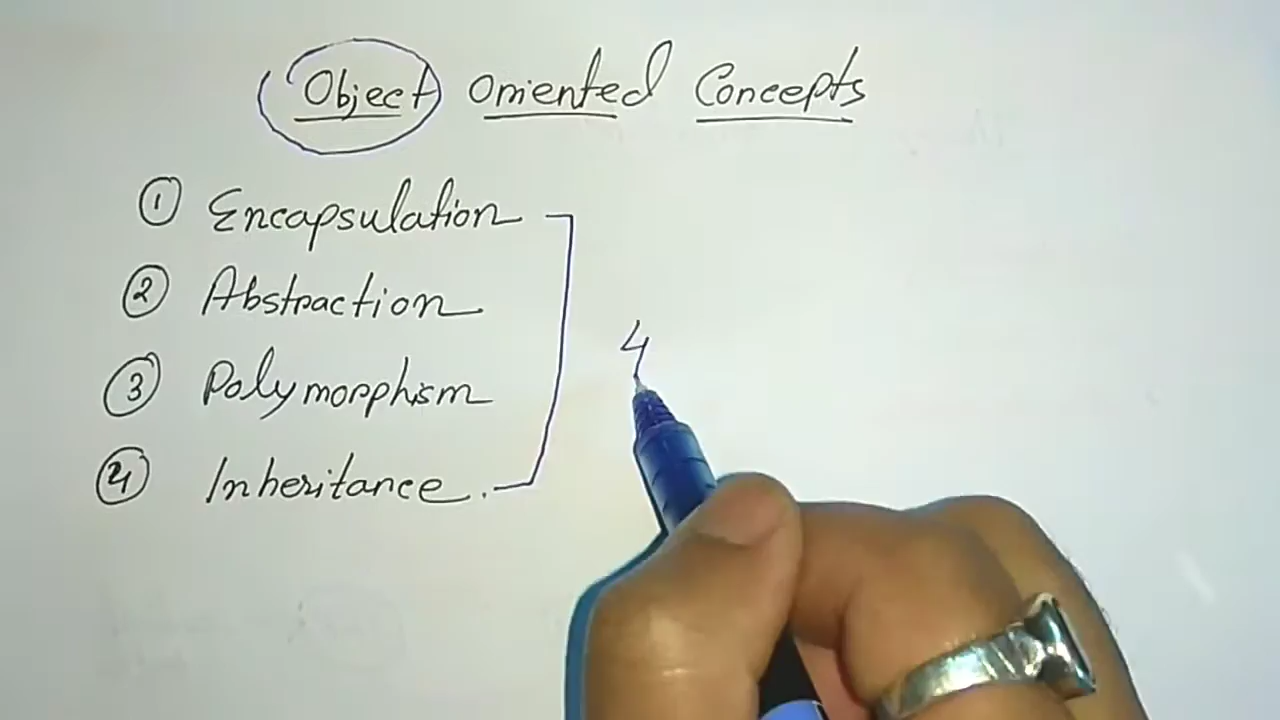 Object Oriented Concepts
① Encapsulation
② Abstraction
③ Polymorphism
④ Inheritance.
4